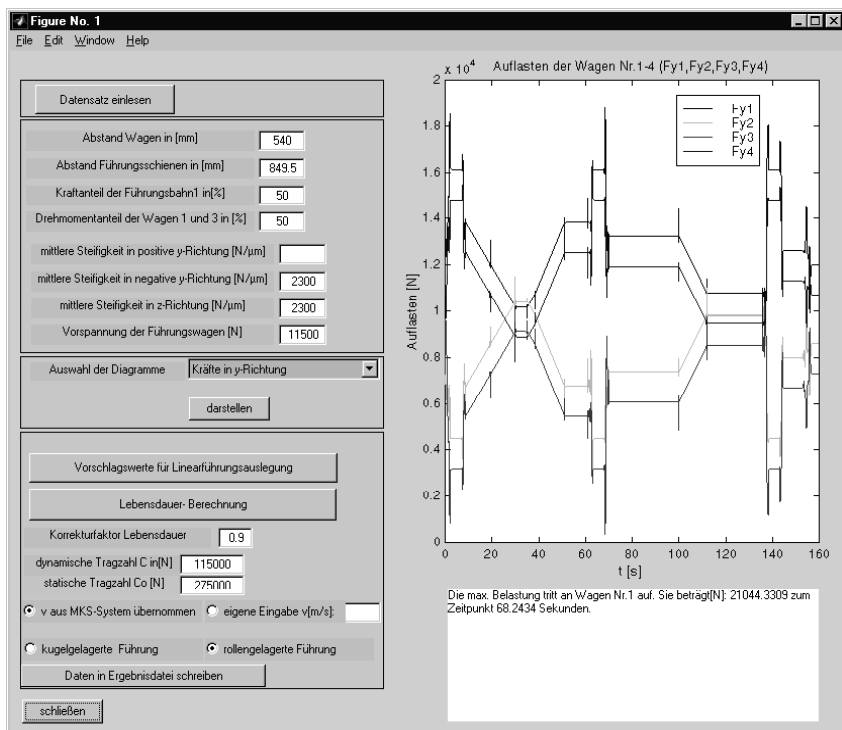 Figure No. 1
File Edit Window Help
Datensatz einlesen
Abstand Wagen in [mm] 540
Abstand Führungsschienen in [mm] 849.5
Kraftanteil der Führungsbahn1 in[%] 50
Drehmomentanteil der Wagen 1 und 3 in [%] 50
mittlere Steifigkeit in positive y-Richtung [N/µm]
mittlere Steifigkeit in negative y-Richtung [N/µm] 2300
mittlere Steifigkeit in z-Richtung [N/µm] 2300
Vorspannung der Führungswagen [N] 11500
Auswahl der Diagramme Kräfte in y-Richtung
darstellen
Vorschlagswerte für Linearführungsauslegung
Lebensdauer- Berechnung
Korrekturfaktor Lebensdauer 0.9
dynamische Tragzahl C in[N] 115000
statische Tragzahl Co [N] 275000
v aus MKS-System übernommen eigene Eingabe v[m/s]:
kugelgelagerte Führung rollengelagerte Führung
Daten in Ergebnisdatei schreiben
schließen
x 10⁴ Auflasten der Wagen Nr.1-4 (Fy1,Fy2,Fy3,Fy4)
2
1.8
1.6
1.4
1.2
1
0.8
0.6
0.4
0.2
0
Auflasten [N]
Fy1
Fy2
Fy3
Fy4
0 20 40 60 80 100 120 140 160
t [s]
Die max. Belastung tritt an Wagen Nr.1 auf. Sie beträgt[N]: 21044.3309 zum
Zeitpunkt 68.2434 Sekunden.